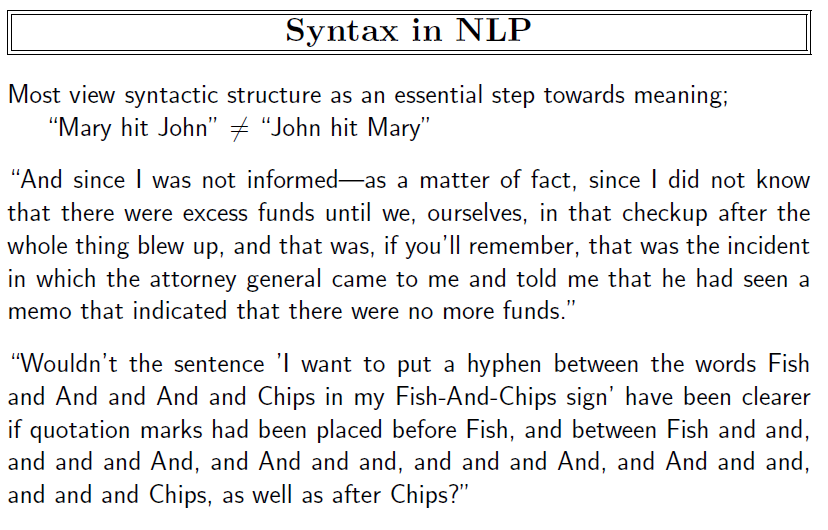 Syntax in NLP
Most view syntactic structure as an essential step towards meaning;
“Mary hit John” ≠ “John hit Mary”
“And since I was not informed—as a matter of fact, since I did not know
that there were excess funds until we, ourselves, in that checkup after the
whole thing blew up, and that was, if you’ll remember, that was the incident
in which the attorney general came to me and told me that he had seen a
memo that indicated that there were no more funds.”
“Wouldn’t the sentence ’I want to put a hyphen between the words Fish
and And and And and Chips in my Fish-And-Chips sign’ have been clearer
if quotation marks had been placed before Fish, and between Fish and and,
and and and And, and And and and, and and and And, and And and and,
and and and Chips, as well as after Chips?”